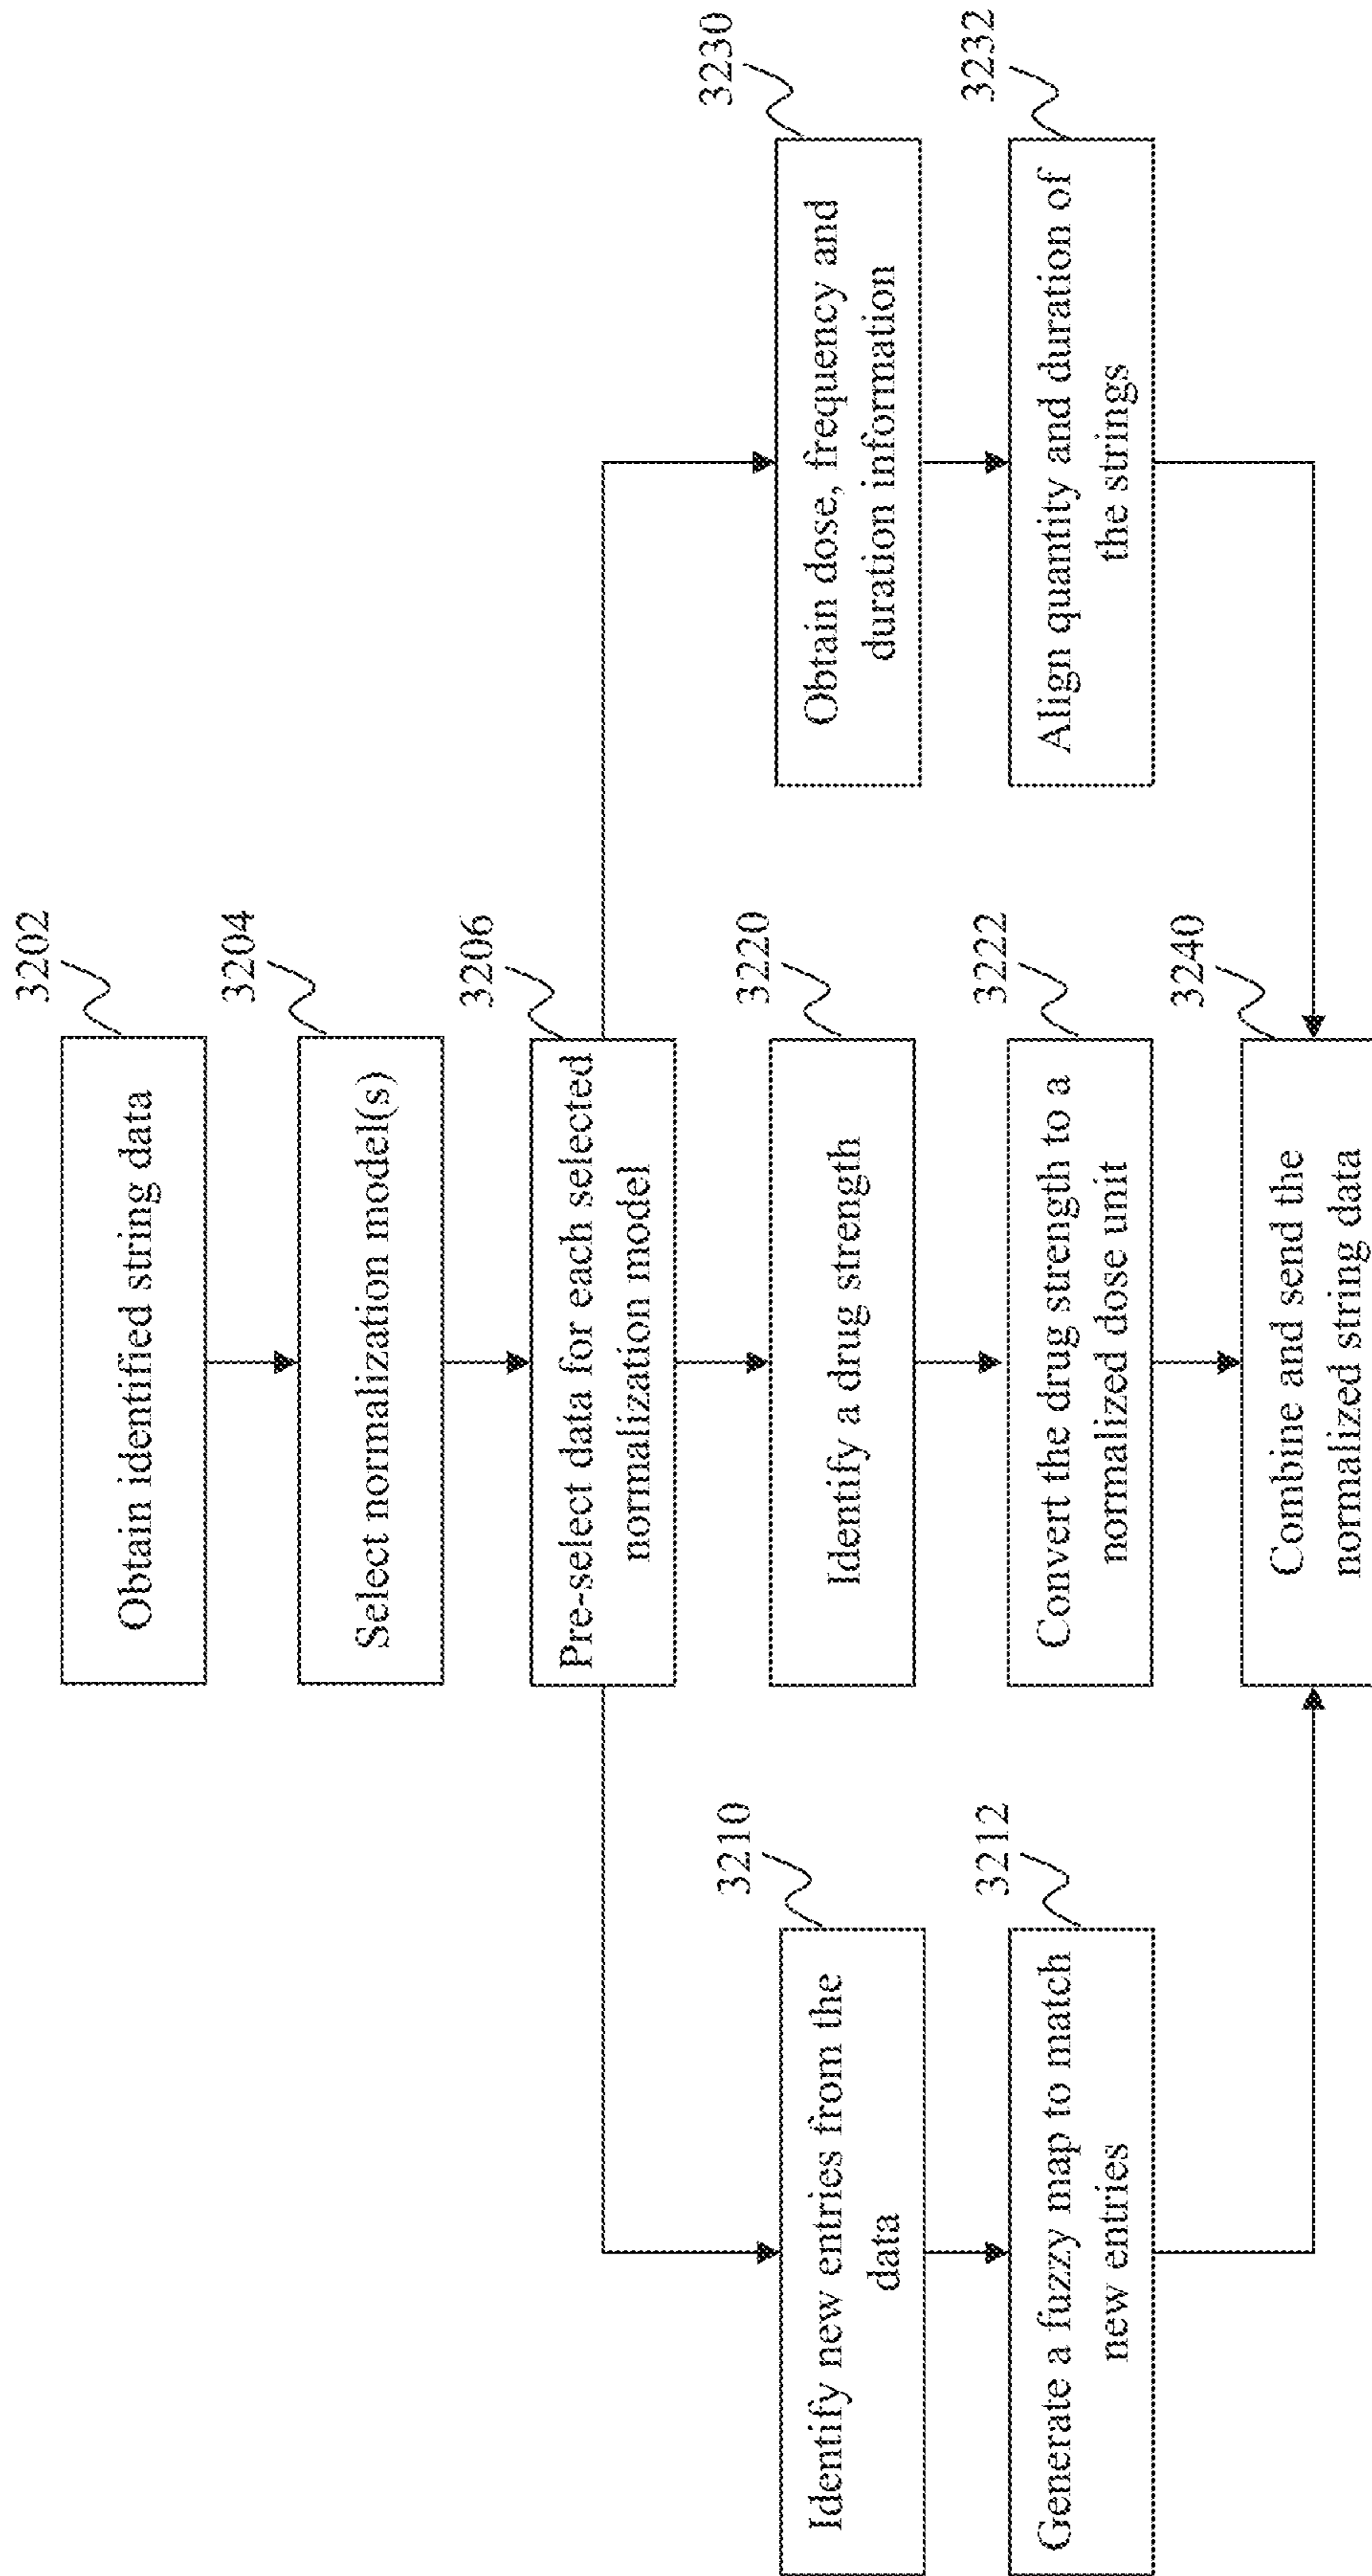 3202
Obtain identified string data
3204
Select normalization model(s)
3206
Pre-select data for each selected
normalization model
3210
Identify new entries from the
data
3212
Generate a fuzzy map to match
new entries
3220
Identify a drug strength
3222
Convert the drug strength to a
normalized dose unit
3230
Obtain dose, frequency and
duration information
3232
Align quantity and duration of
the strings
3240
Combine and send the
normalized string data